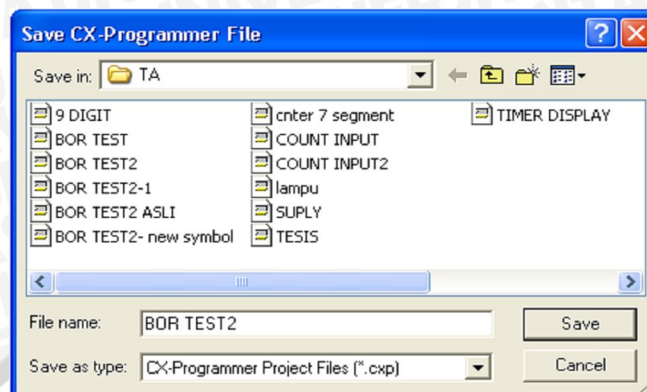 Save CX-Programmer File
Save in: TA
9 DIGIT
BOR TEST
BOR TEST2
BOR TEST2-1
BOR TEST2 ASLI
BOR TEST2- new symbol
cnter 7 segment
COUNT INPUT
COUNT INPUT2
lampu
SUPLY
TESIS
TIMER DISPLAY
File name: BOR TEST2 Save
Save as type: CX-Programmer Project Files (*.cxp) Cancel